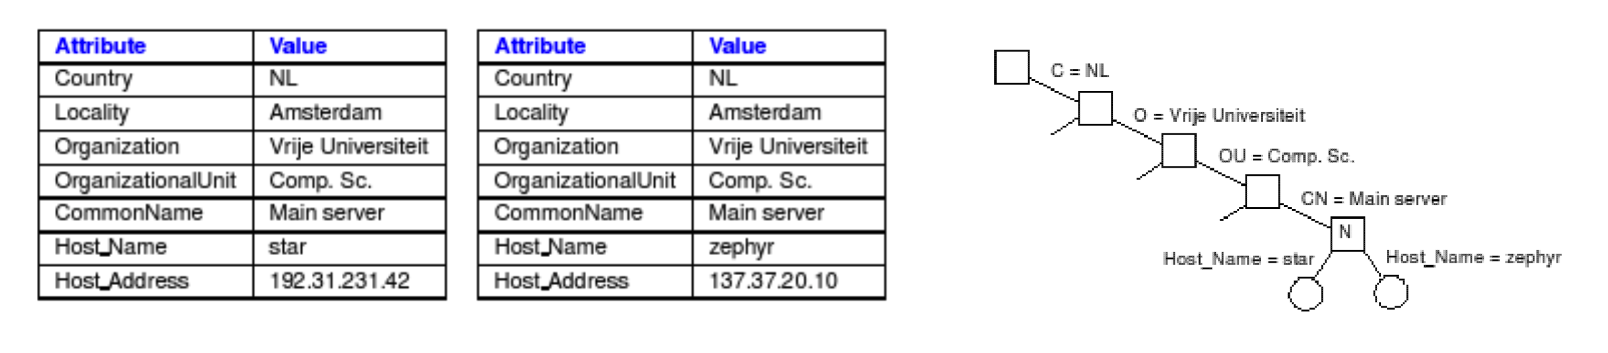 Attribute Value
Country NL
Locality Amsterdam
Organization Vrije Universiteit
OrganizationalUnit Comp. Sc.
CommonName Main server
Host_Name star
Host_Address 192.31.231.42
Attribute Value
Country NL
Locality Amsterdam
Organization Vrije Universiteit
OrganizationalUnit Comp. Sc.
CommonName Main server
Host_Name zephyr
Host_Address 137.37.20.10
C = NL
O = Vrije Universiteit
OU = Comp. Sc.
CN = Main server
N
Host_Name = star Host_Name = zephyr